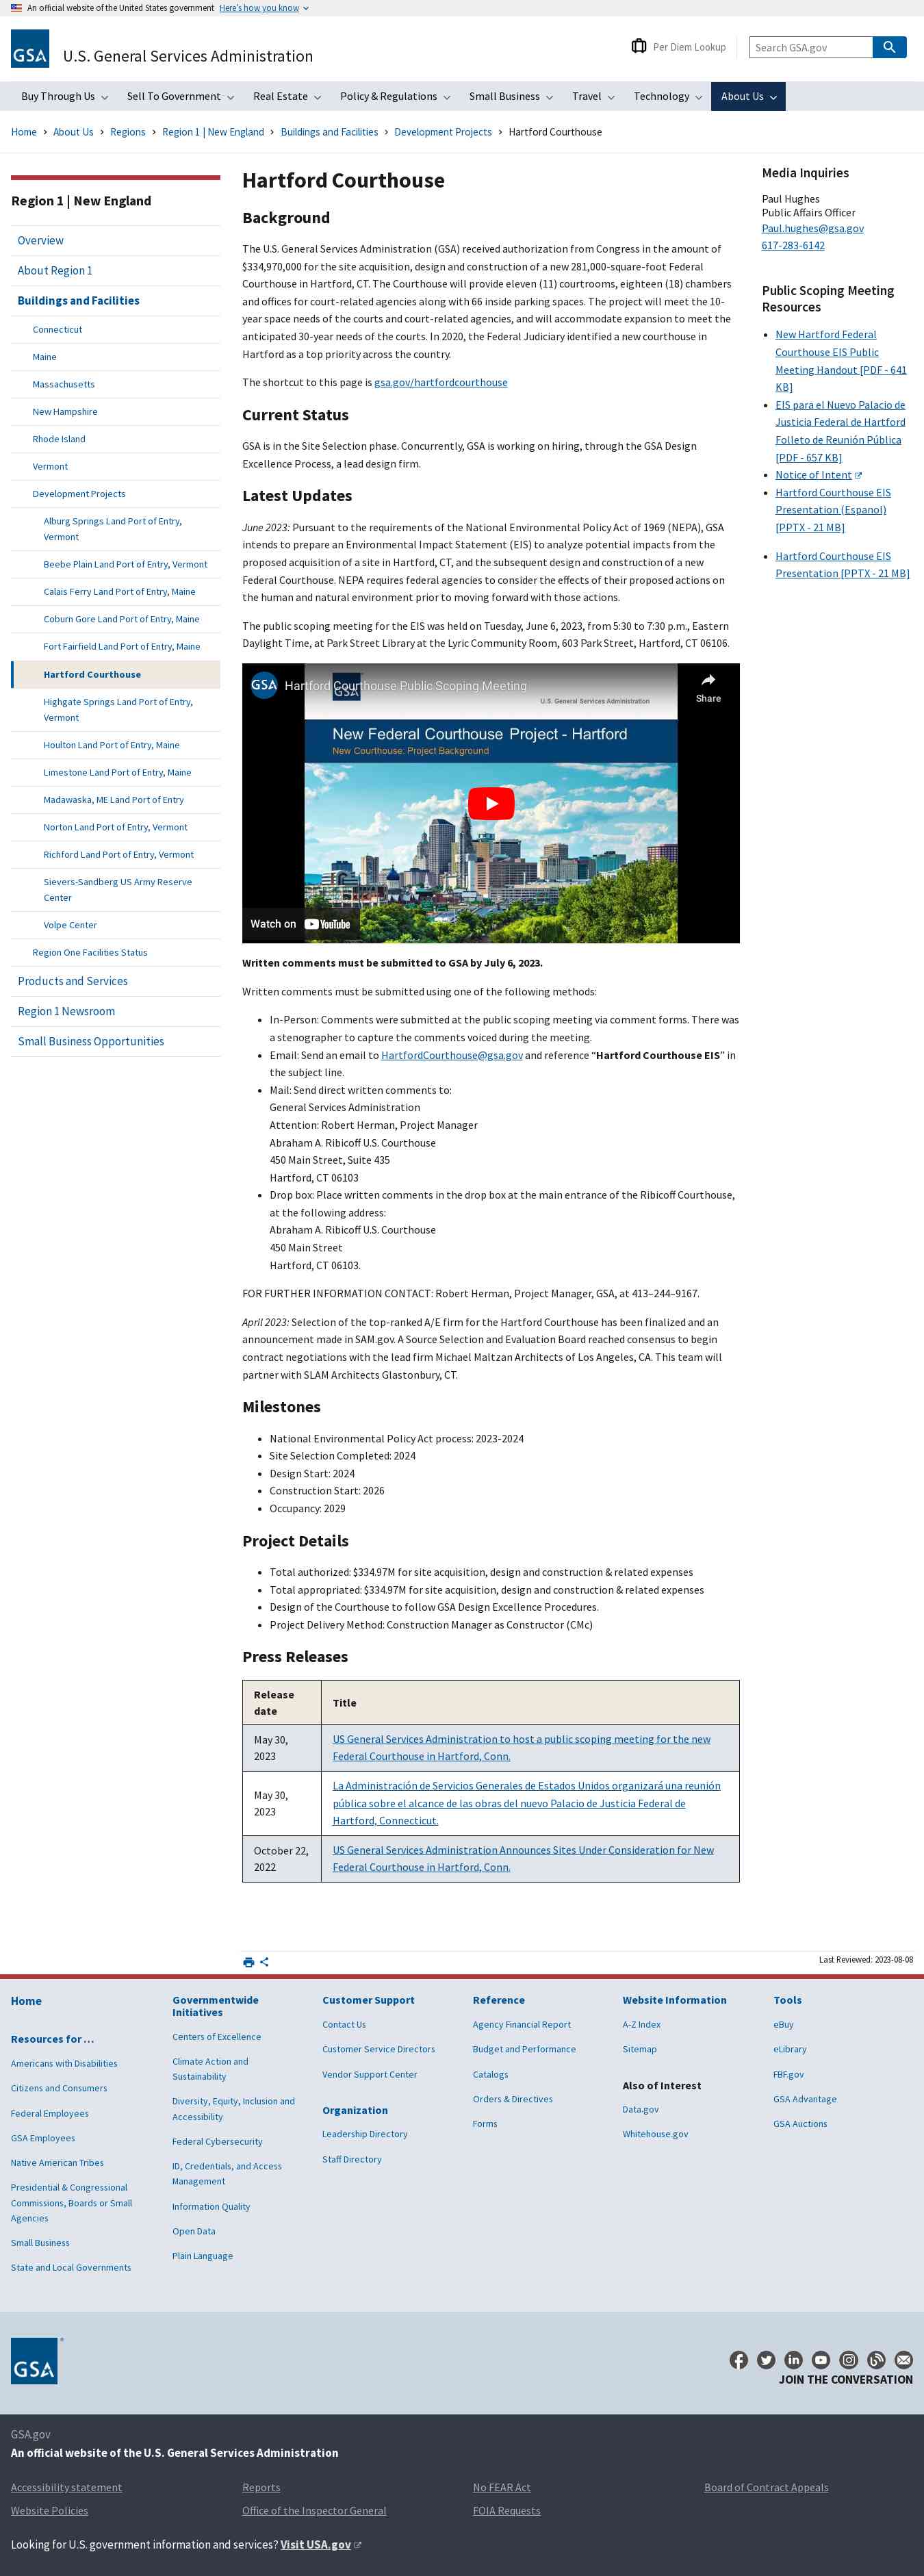 An official website of the United States government Here's how you know
GSA
U.S. General Services Administration
Per Diem Lookup
Search GSA.gov
Buy Through Us
Sell To Government
Real Estate
Policy & Regulations
Small Business
Travel
Technology
About Us
Home > About Us > Regions > Region 1 | New England > Buildings and Facilities > Development Projects > Hartford Courthouse
Region 1 | New England
Overview
About Region 1
Buildings and Facilities
Connecticut
Maine
Massachusetts
New Hampshire
Rhode Island
Vermont
Development Projects
Alburg Springs Land Port of Entry,
Vermont
Beebe Plain Land Port of Entry, Vermont
Calais Ferry Land Port of Entry, Maine
Coburn Gore Land Port of Entry, Maine
Fort Fairfield Land Port of Entry, Maine
Hartford Courthouse
Highgate Springs Land Port of Entry,
Vermont
Houlton Land Port of Entry, Maine
Limestone Land Port of Entry, Maine
Madawaska, ME Land Port of Entry
Norton Land Port of Entry, Vermont
Richford Land Port of Entry, Vermont
Sievers-Sandberg US Army Reserve
Center
Volpe Center
Region One Facilities Status
Products and Services
Region 1 Newsroom
Small Business Opportunities
Hartford Courthouse
Background
The U.S. General Services Administration (GSA) received authorization from Congress in the amount of
$334,970,000 for the site acquisition, design and construction of a new 281,000-square-foot Federal
Courthouse in Hartford, CT. The Courthouse will provide eleven (11) courtrooms, eighteen (18) chambers,
and offices for court-related agencies along with 66 inside parking spaces. The project will meet the 10-
year space needs of the courts and court-related agencies, and will accommodate expansion to meet the
anticipated 30-year needs of the courts. In 2020, the Federal Judiciary identified a new courthouse in
Hartford as a top priority across the country.
The shortcut to this page is gsa.gov/hartfordcourthouse
Current Status
GSA is in the Site Selection phase. Concurrently, GSA is working on hiring, through the GSA Design
Excellence Process, a lead design firm.
Latest Updates
June 2023: Pursuant to the requirements of the National Environmental Policy Act of 1969 (NEPA), GSA
intends to prepare an Environmental Impact Statement (EIS) to analyze potential impacts from the
proposed acquisition of a site in Hartford, CT, and the subsequent design and construction of a new
Federal Courthouse. NEPA requires federal agencies to consider the effects of their proposed actions on
the human and natural environment prior to moving forward with those actions.
The public scoping meeting for the EIS was held on Tuesday, June 6, 2023, from 5:30 to 7:30 p.m., Eastern
Daylight Time, at Park Street Library at the Lyric Community Room, 603 Park Street, Hartford, CT 06106.
GSA
Hartford Courthouse Public Scoping Meeting
GSA
Share
U.S. General Services Administration
New Federal Courthouse Project - Hartford
New Courthouse: Project Background
Watch on YouTube
Written comments must be submitted to GSA by July 6, 2023.
Written comments must be submitted using one of the following methods:
• In-Person: Comments were submitted at the public scoping meeting via comment forms. There was
a stenographer to capture the comments voiced during the meeting.
• Email: Send an email to HartfordCourthouse@gsa.gov and reference “Hartford Courthouse EIS” in
the subject line.
• Mail: Send direct written comments to:
General Services Administration
Attention: Robert Herman, Project Manager
Abraham A. Ribicoff U.S. Courthouse
450 Main Street, Suite 435
Hartford, CT 06103
• Drop box: Place written comments in the drop box at the main entrance of the Ribicoff Courthouse,
at the following address:
Abraham A. Ribicoff U.S. Courthouse
450 Main Street
Hartford, CT 06103.
FOR FURTHER INFORMATION CONTACT: Robert Herman, Project Manager, GSA, at 413–244–9167.
April 2023: Selection of the top-ranked A/E firm for the Hartford Courthouse has been finalized and an
announcement made in SAM.gov. A Source Selection and Evaluation Board reached consensus to begin
contract negotiations with the lead firm Michael Maltzan Architects of Los Angeles, CA. This team will
partner with SLAM Architects Glastonbury, CT.
Milestones
• National Environmental Policy Act process: 2023-2024
• Site Selection Completed: 2024
• Design Start: 2024
• Construction Start: 2026
• Occupancy: 2029
Project Details
• Total authorized: $334.97M for site acquisition, design and construction & related expenses
• Total appropriated: $334.97M for site acquisition, design and construction & related expenses
• Design of the Courthouse to follow GSA Design Excellence Procedures.
• Project Delivery Method: Construction Manager as Constructor (CMc)
Press Releases
Release
date
Title
May 30,
2023
US General Services Administration to host a public scoping meeting for the new
Federal Courthouse in Hartford, Conn.
May 30,
2023
La Administración de Servicios Generales de Estados Unidos organizará una reunión
pública sobre el alcance de las obras del nuevo Palacio de Justicia Federal de
Hartford, Connecticut.
October 22,
2022
US General Services Administration Announces Sites Under Consideration for New
Federal Courthouse in Hartford, Conn.
Media Inquiries
Paul Hughes
Public Affairs Officer
Paul.hughes@gsa.gov
617-283-6142
Public Scoping Meeting
Resources
• New Hartford Federal
Courthouse EIS Public
Meeting Handout [PDF - 641
KB]
• EIS para el Nuevo Palacio de
Justicia Federal de Hartford
Folleto de Reunión Pública
[PDF - 657 KB]
• Notice of Intent
• Hartford Courthouse EIS
Presentation (Espanol)
[PPTX - 21 MB]
• Hartford Courthouse EIS
Presentation [PPTX - 21 MB]
Last Reviewed: 2023-08-08
Home
Resources for …
Americans with Disabilities
Citizens and Consumers
Federal Employees
GSA Employees
Native American Tribes
Presidential & Congressional
Commissions, Boards or Small
Agencies
Small Business
State and Local Governments
Governmentwide
Initiatives
Centers of Excellence
Climate Action and
Sustainability
Diversity, Equity, Inclusion and
Accessibility
Federal Cybersecurity
ID, Credentials, and Access
Management
Information Quality
Open Data
Plain Language
Customer Support
Contact Us
Customer Service Directors
Vendor Support Center
Organization
Leadership Directory
Staff Directory
Reference
Agency Financial Report
Budget and Performance
Catalogs
Orders & Directives
Forms
Website Information
A-Z Index
Sitemap
Also of Interest
Data.gov
Whitehouse.gov
Tools
eBuy
eLibrary
FBF.gov
GSA Advantage
GSA Auctions
GSA
®
JOIN THE CONVERSATION
GSA.gov
An official website of the U.S. General Services Administration
Accessibility statement
Reports
No FEAR Act
Board of Contract Appeals
Website Policies
Office of the Inspector General
FOIA Requests
Looking for U.S. government information and services? Visit USA.gov